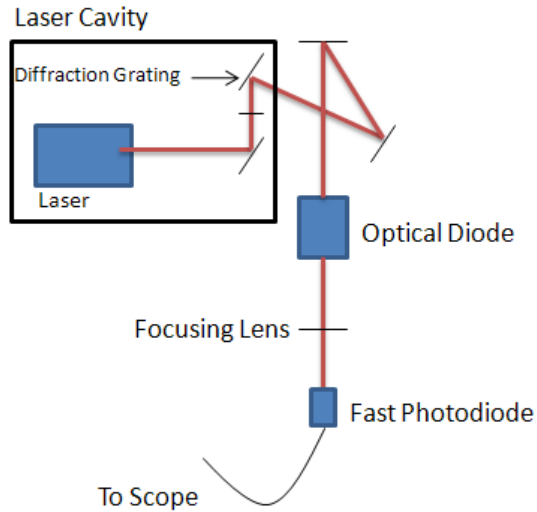 Laser Cavity
Diffraction Grating
Laser
Optical Diode
Focusing Lens
Fast Photodiode
To Scope